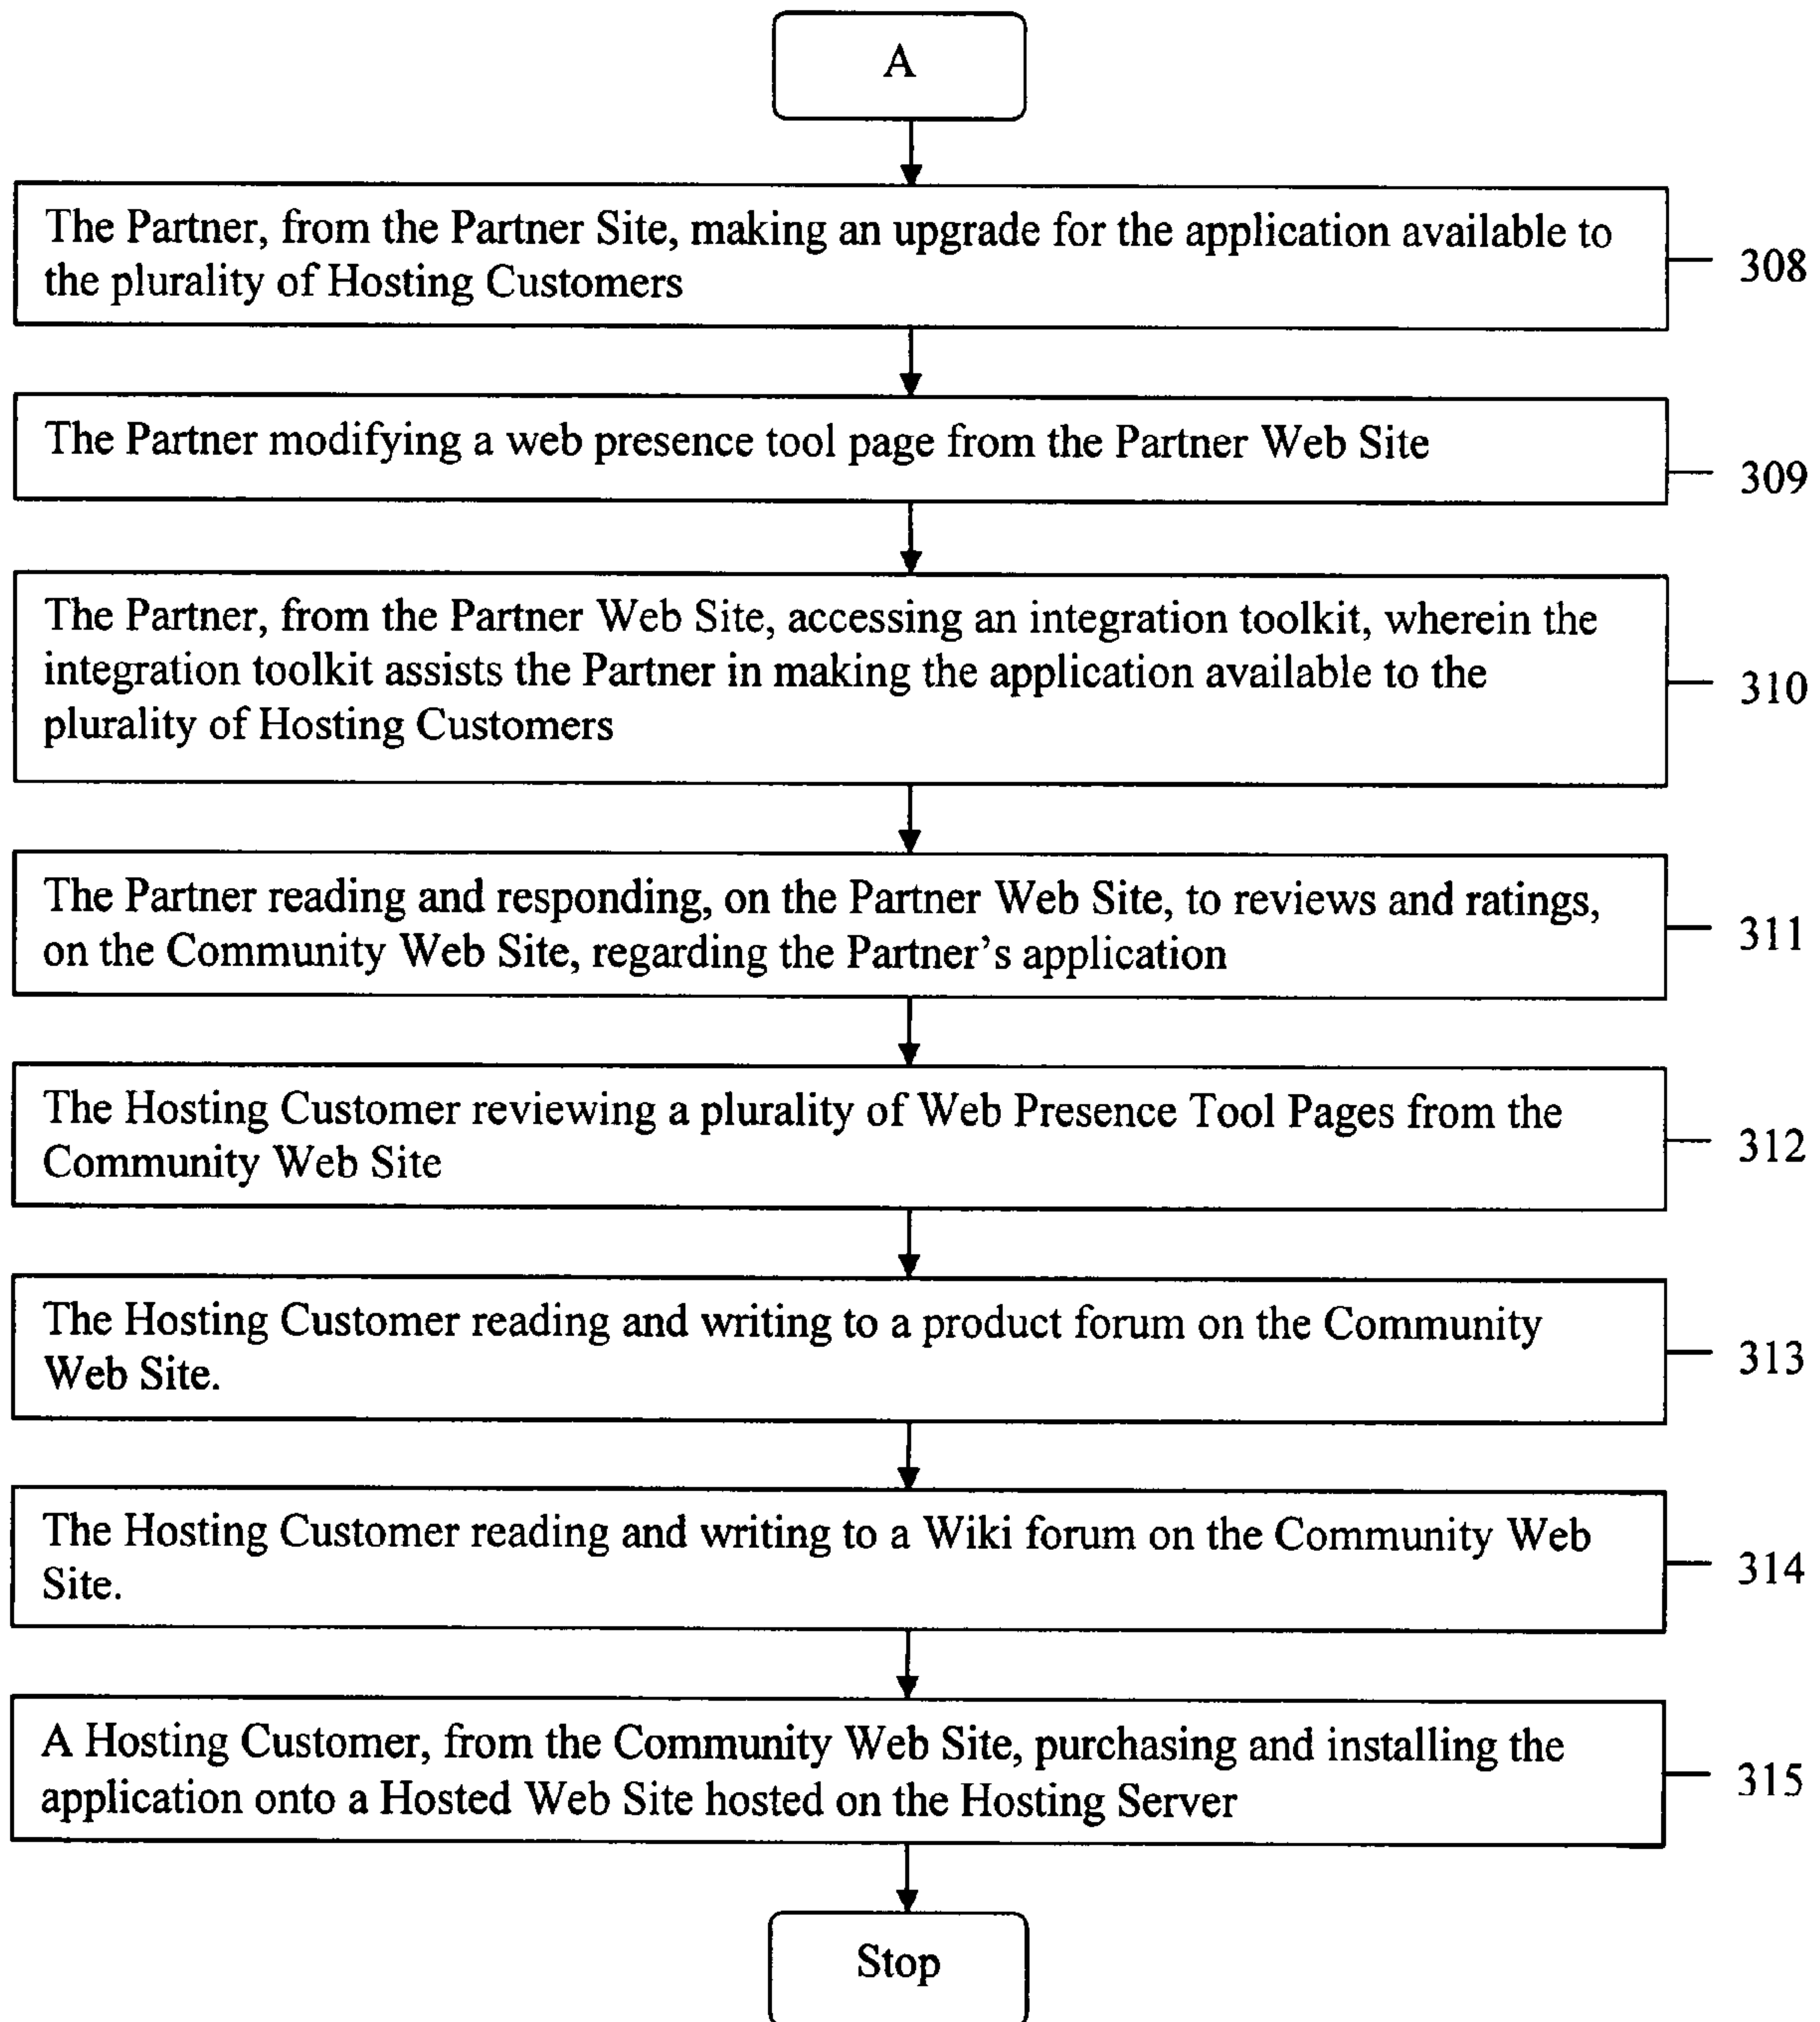 A
The Partner, from the Partner Site, making an upgrade for the application available to
the plurality of Hosting Customers
308
The Partner modifying a web presence tool page from the Partner Web Site
309
The Partner, from the Partner Web Site, accessing an integration toolkit, wherein the
integration toolkit assists the Partner in making the application available to the
plurality of Hosting Customers
310
The Partner reading and responding, on the Partner Web Site, to reviews and ratings,
on the Community Web Site, regarding the Partner’s application
311
The Hosting Customer reviewing a plurality of Web Presence Tool Pages from the
Community Web Site
312
The Hosting Customer reading and writing to a product forum on the Community
Web Site.
313
The Hosting Customer reading and writing to a Wiki forum on the Community Web
Site.
314
A Hosting Customer, from the Community Web Site, purchasing and installing the
application onto a Hosted Web Site hosted on the Hosting Server
315
Stop